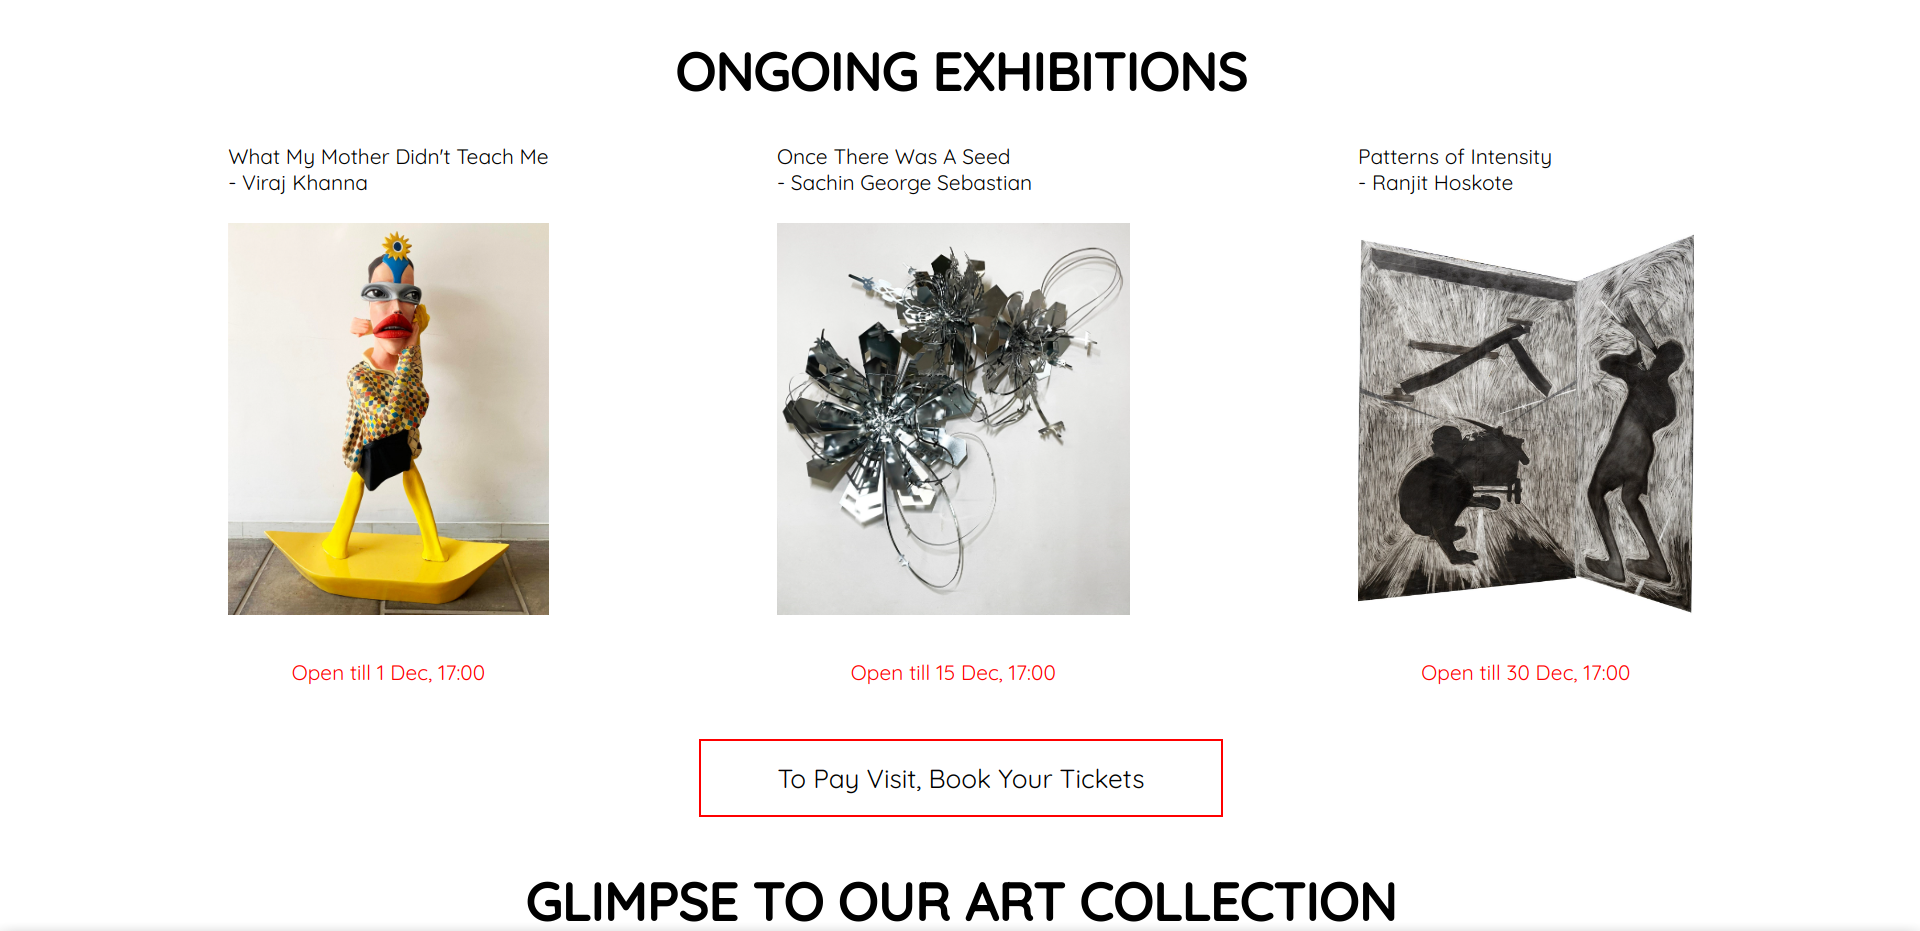 ONGOING EXHIBITIONS
What My Mother Didn't Teach Me
- Viraj Khanna
Once There Was A Seed
- Sachin George Sebastian
Patterns of Intensity
- Ranjit Hoskote
Open till 1 Dec, 17:00
Open till 15 Dec, 17:00
Open till 30 Dec, 17:00
To Pay Visit, Book Your Tickets
GLIMPSE TO OUR ART COLLECTION